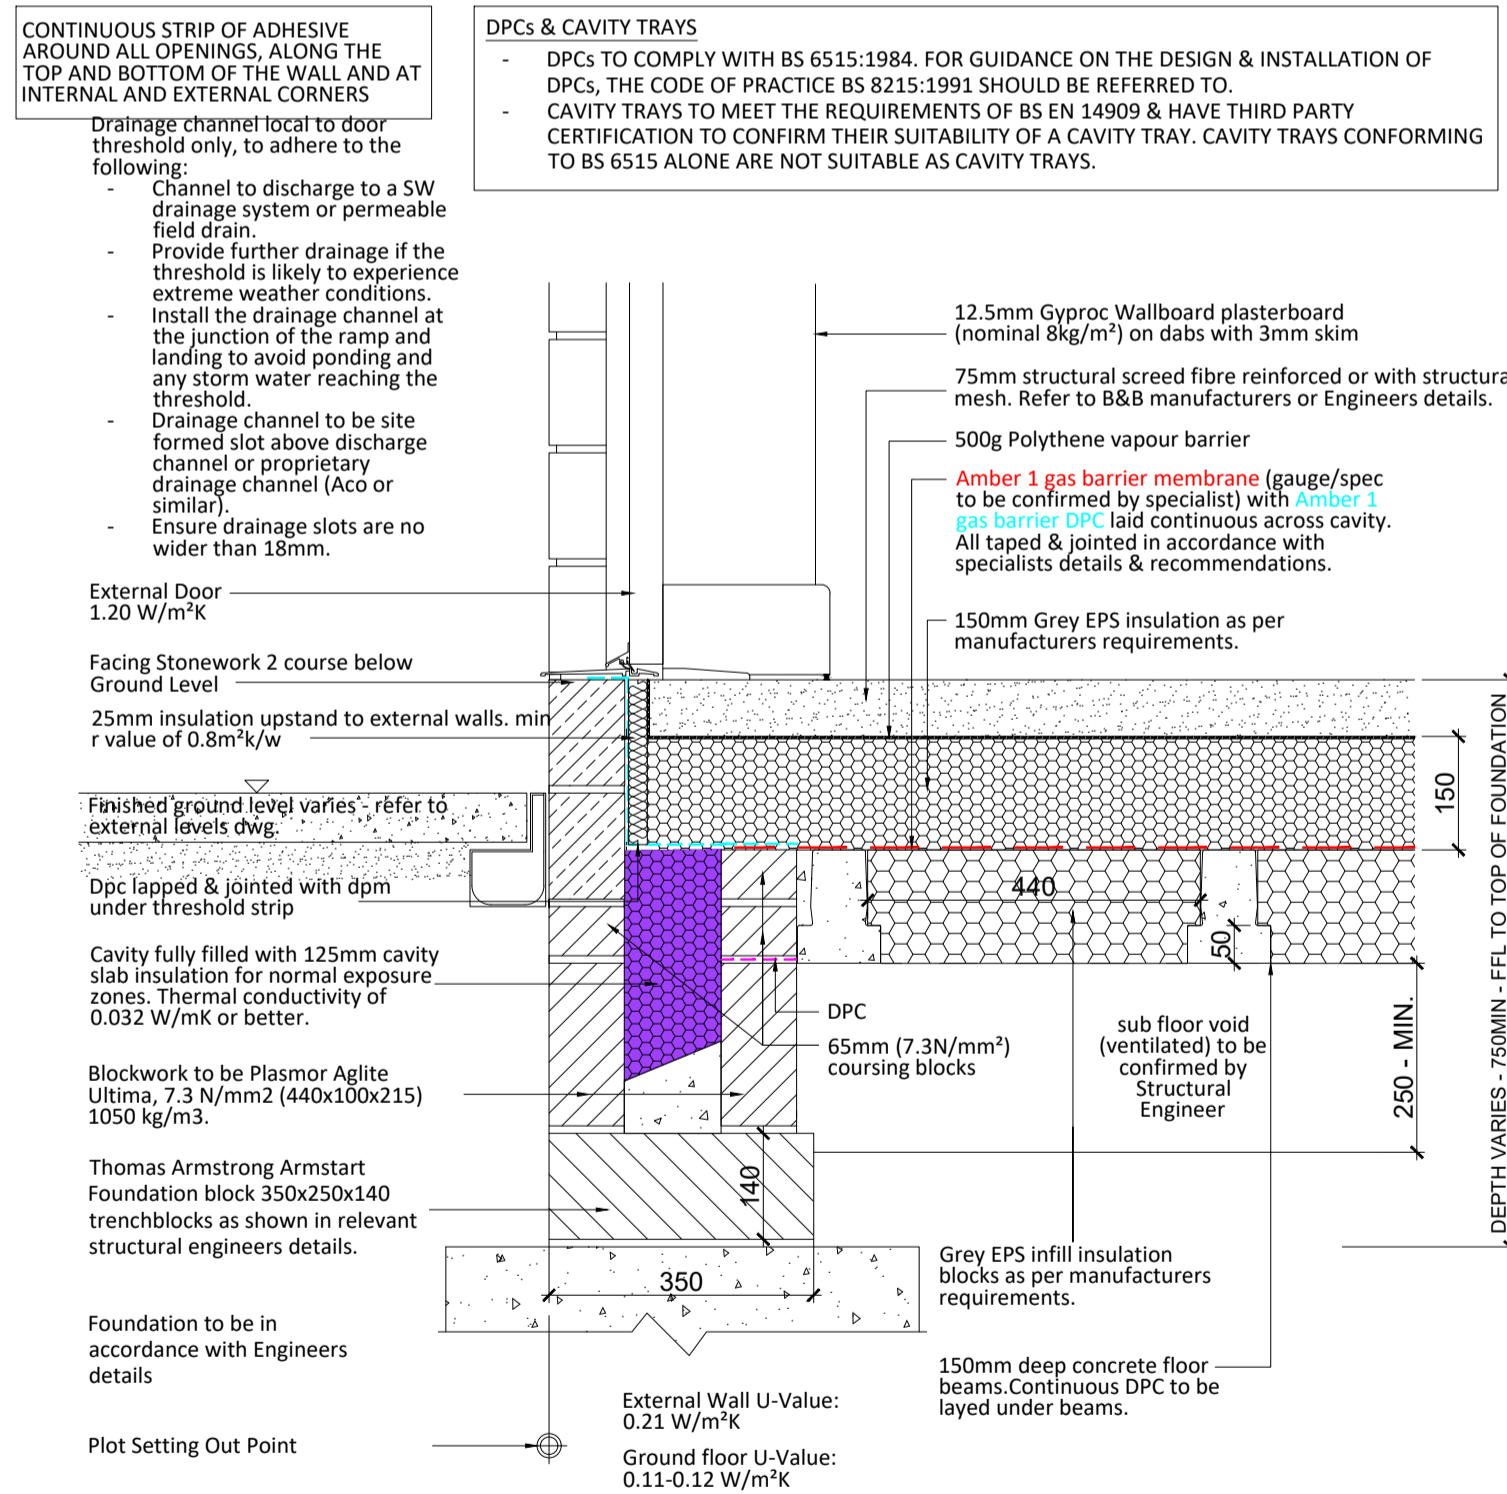 CONTINUOUS STRIP OF ADHESIVE
AROUND ALL OPENINGS, ALONG THE
TOP AND BOTTOM OF THE WALL AND AT
INTERNAL AND EXTERNAL CORNERS
DPCs & CAVITY TRAYS
- DPCs TO COMPLY WITH BS 6515:1984. FOR GUIDANCE ON THE DESIGN & INSTALLATION OF
DPCs, THE CODE OF PRACTICE BS 8215:1991 SHOULD BE REFERRED TO.
- CAVITY TRAYS TO MEET THE REQUIREMENTS OF BS EN 14909 & HAVE THIRD PARTY
CERTIFICATION TO CONFIRM THEIR SUITABILITY OF A CAVITY TRAY. CAVITY TRAYS CONFORMING
TO BS 6515 ALONE ARE NOT SUITABLE AS CAVITY TRAYS.
Drainage channel local to door
threshold only, to adhere to the
following:
- Channel to discharge to a SW
drainage system or permeable
field drain.
- Provide further drainage if the
threshold is likely to experience
extreme weather conditions.
- Install the drainage channel at
the junction of the ramp and
landing to avoid ponding and
any storm water reaching the
threshold.
- Drainage channel to be site
formed slot above discharge
channel or proprietary
drainage channel (Aco or
similar).
- Ensure drainage slots are no
wider than 18mm.
External Door
1.20 W/m²K
Facing Stonework 2 course below
Ground Level
25mm insulation upstand to external walls. min
r value of 0.8m²k/w
Finished ground level varies - refer to
external levels dwg.
Dpc lapped & jointed with dpm
under threshold strip
Cavity fully filled with 125mm cavity
slab insulation for normal exposure
zones. Thermal conductivity of
0.032 W/mK or better.
Blockwork to be Plasmor Aglite
Ultima, 7.3 N/mm2 (440x100x215)
1050 kg/m3.
Thomas Armstrong Armstart
Foundation block 350x250x140
trenchblocks as shown in relevant
structural engineers details.
Foundation to be in
accordance with Engineers
details
Plot Setting Out Point
12.5mm Gyproc Wallboard plasterboard
(nominal 8kg/m²) on dabs with 3mm skim
75mm structural screed fibre reinforced or with structura
mesh. Refer to B&B manufacturers or Engineers details.
500g Polythene vapour barrier
Amber 1 gas barrier membrane (gauge/spec
to be confirmed by specialist) with Amber 1
gas barrier DPC laid continuous across cavity.
All taped & jointed in accordance with
specialists details & recommendations.
150mm Grey EPS insulation as per
manufacturers requirements.
150
440
50
DPC
65mm (7.3N/mm²)
coursing blocks
sub floor void
(ventilated) to be
confirmed by
Structural
Engineer
250 - MIN.
DEPTH VARIES - 750MIN - FFL TO TOP OF FOUNDATION
140
350
Grey EPS infill insulation
blocks as per manufacturers
requirements.
150mm deep concrete floor
beams.Continuous DPC to be
layed under beams.
External Wall U-Value:
0.21 W/m²K
Ground floor U-Value:
0.11-0.12 W/m²K